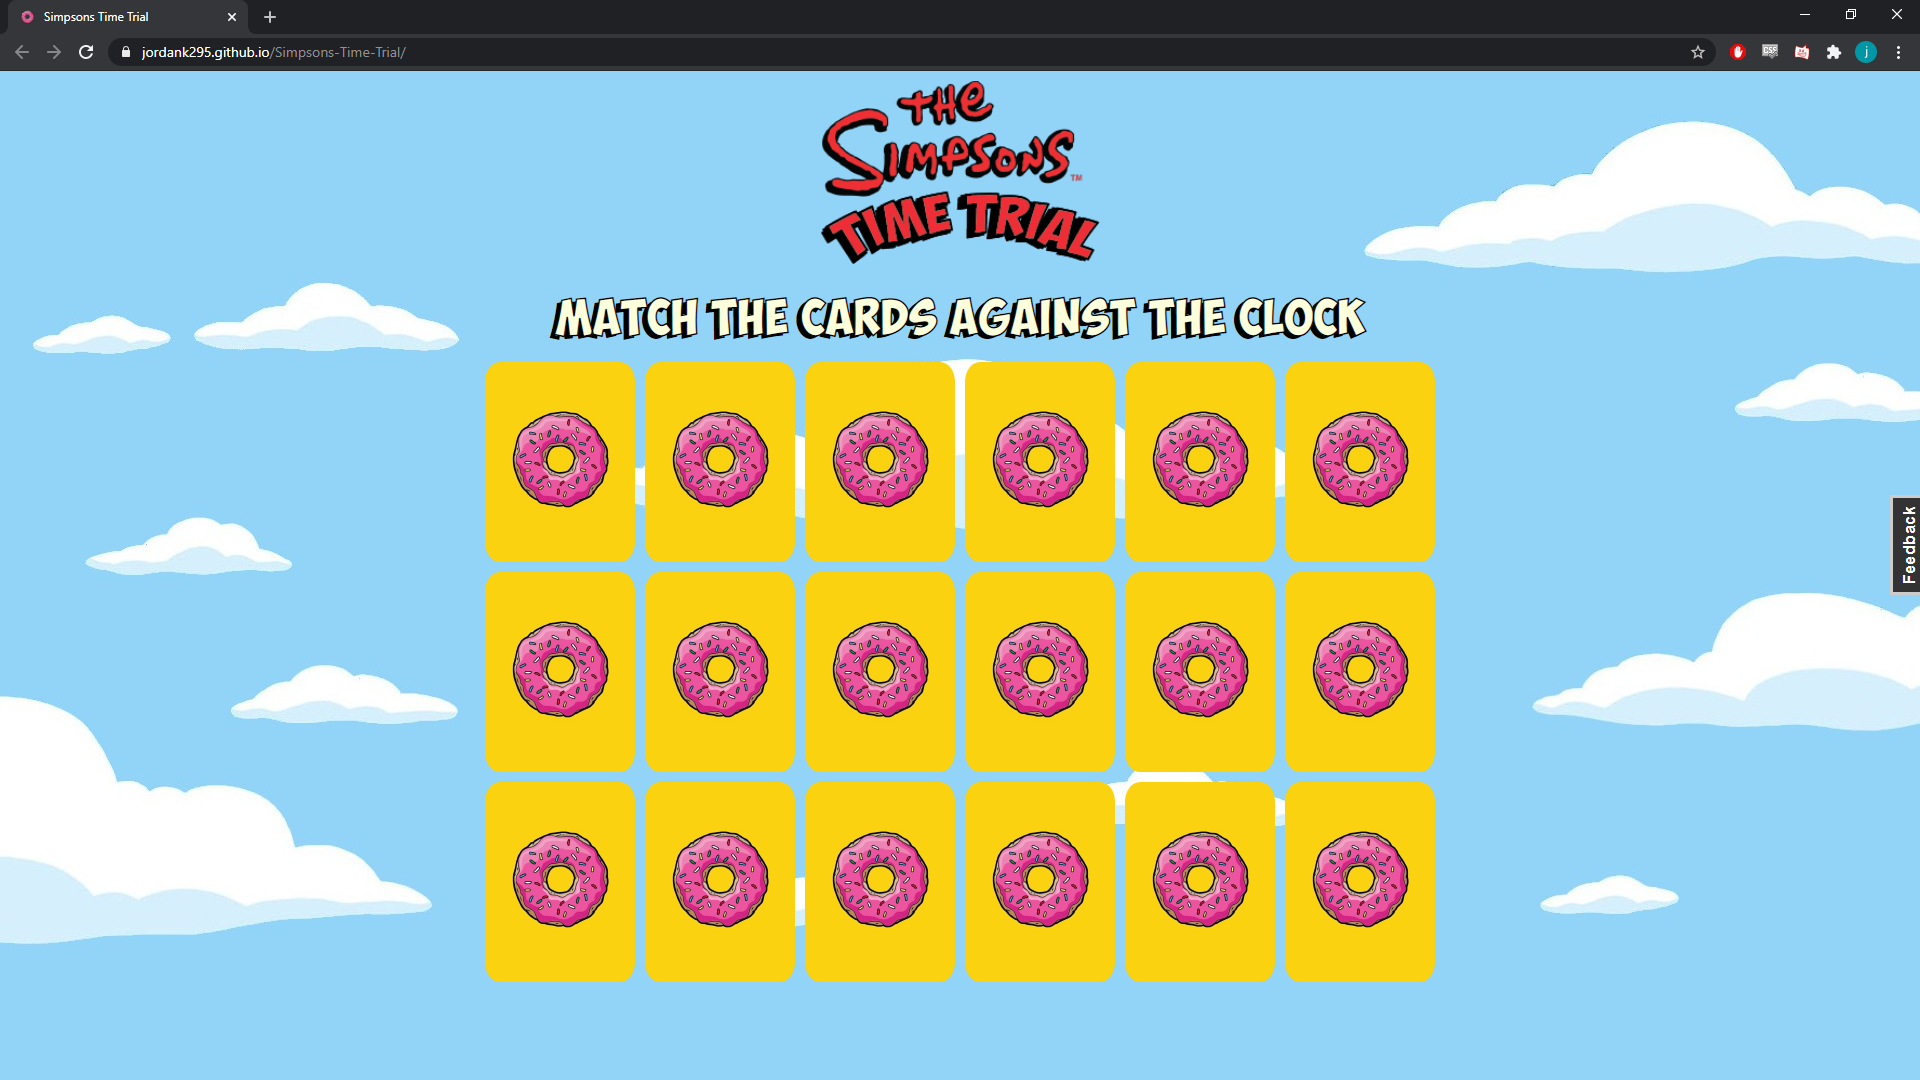 Simpsons Time Trial
jordank295.github.io/Simpsons-Time-Trial/
j
THE
SIMPSONS
TM
TIME TRIAL
MATCH THE CARDS AGAINST THE CLOCK
Feedback